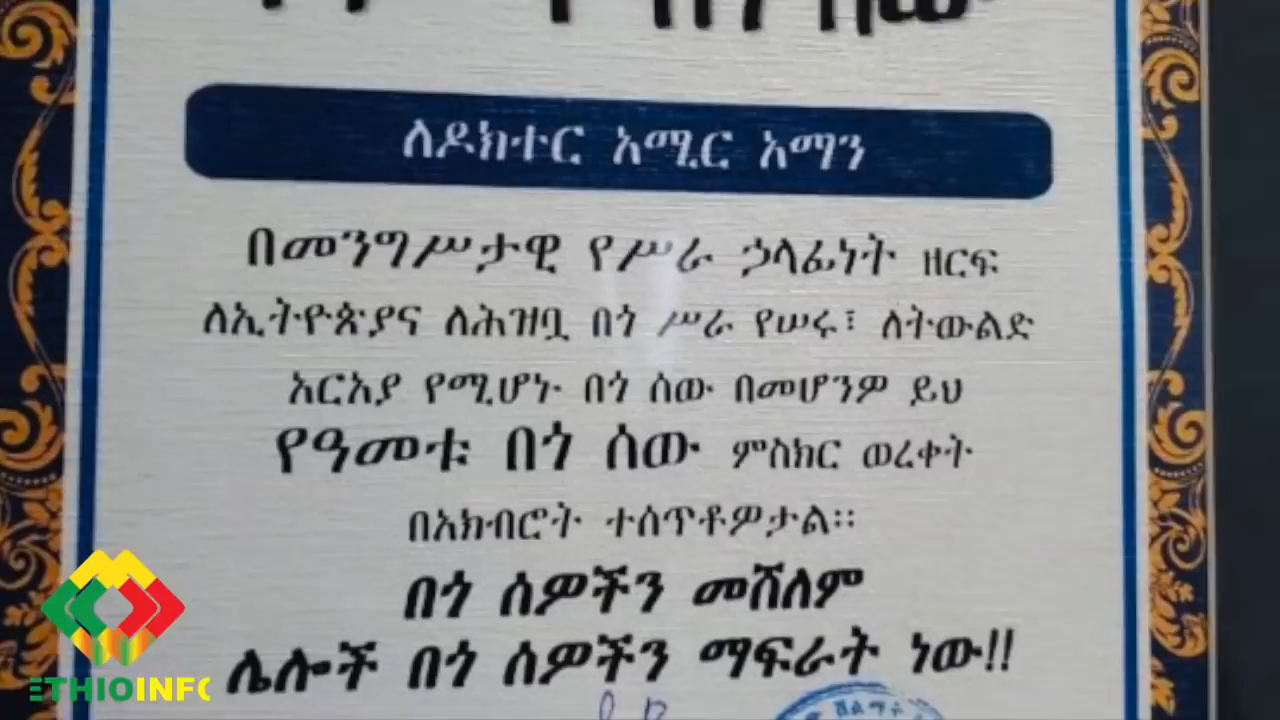 ለዶክተር አሚር አማን
በመንግሥታዊ የሥራ ኃላፊነት ዘርፍ
ለኢትዮጵያና ለሕዝቧ በጎ ሥራ የሠሩ፣ ለትውልድ
አርአያ የሚሆኑ በጎ ሰው በመሆንዎ ይህ
የዓመቱ በጎ ሰው ምስክር ወረቀት
በአክብሮት ተሰጥቶዎታል።
በጎ ሰዎችን መሸለም
ሌሎች በጎ ሰዎችን ማፍራት ነው!!
ETHIOINFO